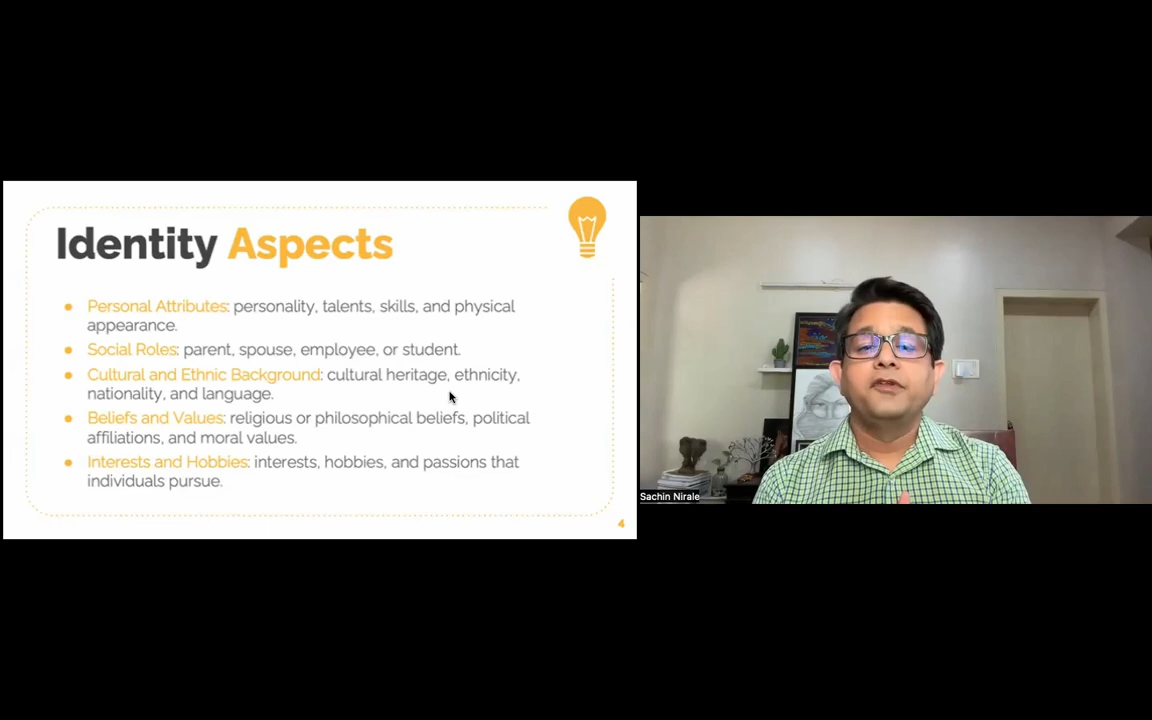 Identity Aspects
● Personal Attributes: personality, talents, skills, and physical
appearance.
● Social Roles: parent, spouse, employee, or student.
● Cultural and Ethnic Background: cultural heritage, ethnicity,
nationality, and language.
● Beliefs and Values: religious or philosophical beliefs, political
affiliations, and moral values.
● Interests and Hobbies: interests, hobbies, and passions that
individuals pursue.
4
Sachin Nirale